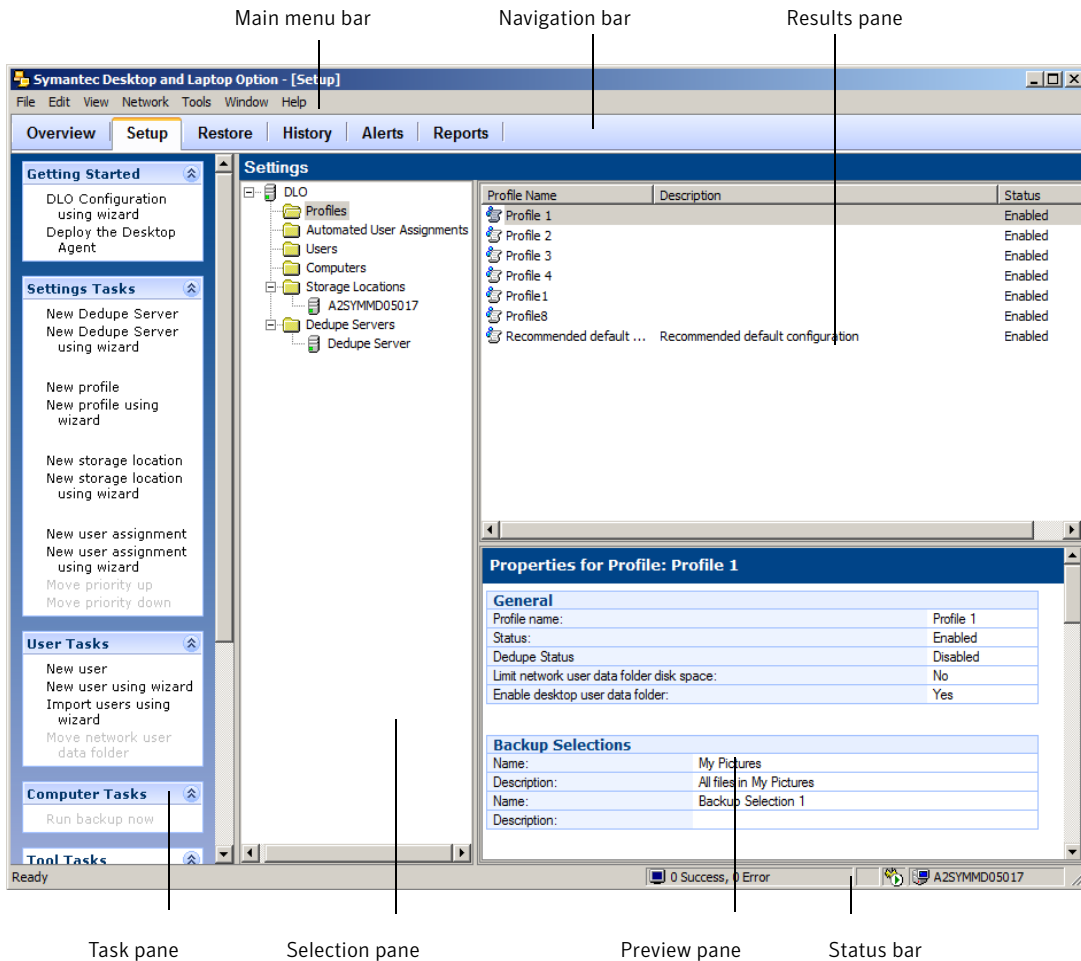 Main menu bar
Navigation bar
Results pane
Symantec Desktop and Laptop Option - [Setup]
File Edit View Network Tools Window Help
Overview Setup Restore History Alerts Reports
Getting Started
DLO Configuration
using wizard
Deploy the Desktop
Agent
Settings Tasks
New Dedupe Server
New Dedupe Server
using wizard
New profile
New profile using
wizard
New storage location
New storage location
using wizard
New user assignment
New user assignment
using wizard
Move priority up
Move priority down
User Tasks
New user
New user using wizard
Import users using
wizard
Move network user
data folder
Computer Tasks
Run backup now
Tool Tasks
Settings
DLO
Profiles
Automated User Assignments
Users
Computers
Storage Locations
A2SYMMD05017
Dedupe Servers
Dedupe Server
Profile Name Description Status
Profile 1 Enabled
Profile 2 Enabled
Profile 3 Enabled
Profile 4 Enabled
Profile1 Enabled
Profile8 Enabled
Recommended default ... Recommended default configuration Enabled
Properties for Profile: Profile 1
General
Profile name: Profile 1
Status: Enabled
Dedupe Status Disabled
Limit network user data folder disk space: No
Enable desktop user data folder: Yes
Backup Selections
Name: My Pictures
Description: All files in My Pictures
Name: Backup Selection 1
Description:
Ready
0 Success, 0 Error
A2SYMMD05017
Task pane
Selection pane
Preview pane
Status bar